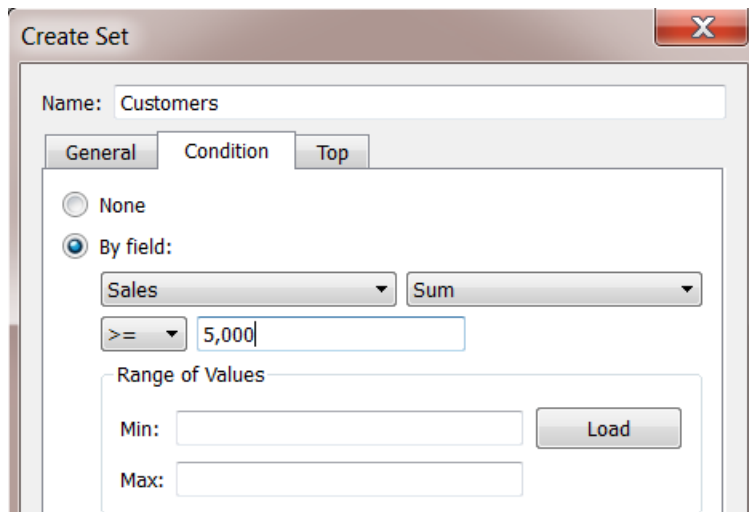 Create Set
Name: Customers
General Condition Top
None
By field:
Sales Sum
>= 5,000
Range of Values
Min: Load
Max: